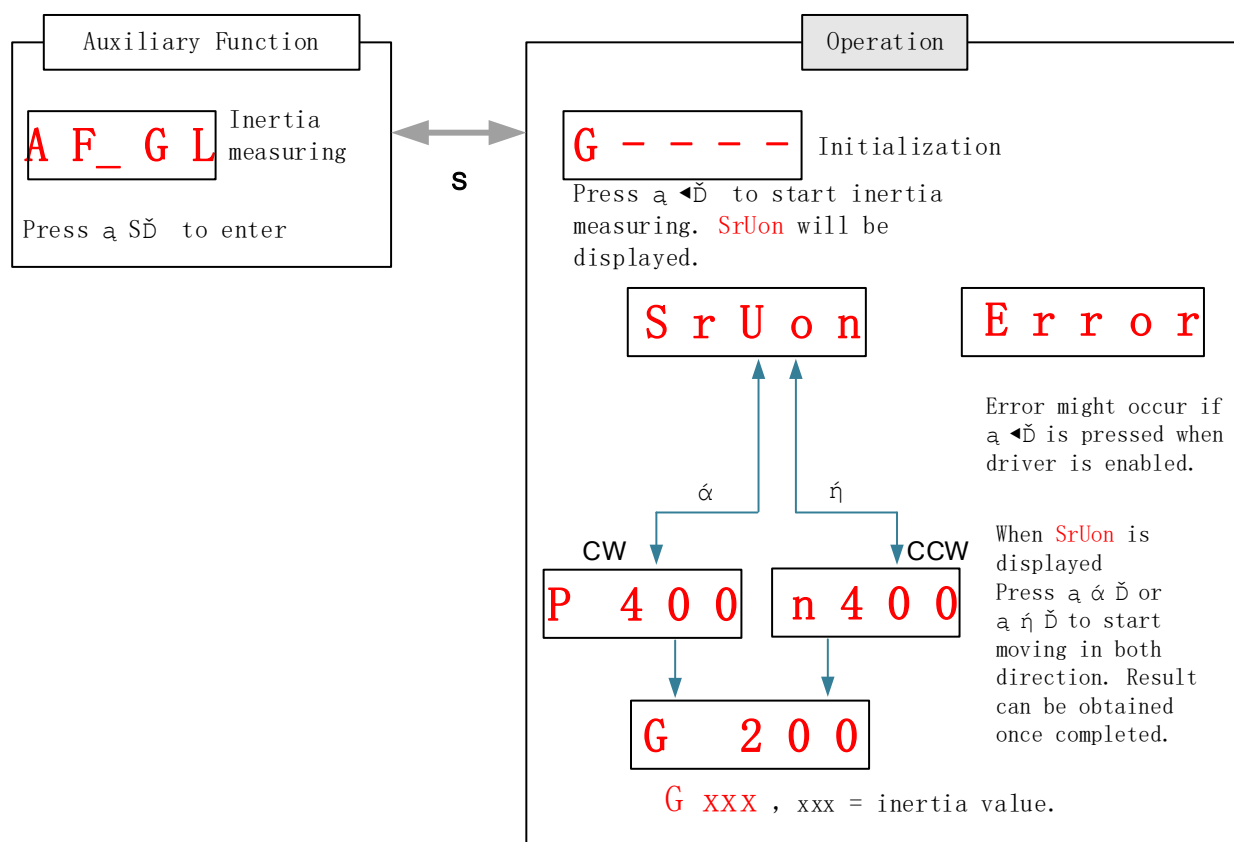 Auxiliary Function
A F_ G L
Inertia
measuring
Press ą SĎ to enter
S
Operation
G - - - -
Initialization
Press ą ◄Ď to start inertia
measuring. SrUon will be
displayed.
S r U o n
E r r o r
Error might occur if
ą ◄Ď is pressed when
driver is enabled.
ά
ή
CW
CCW
P 4 0 0
n 4 0 0
When SrUon is
displayed
Press ą ά Ď or
ą ή Ď to start
moving in both
direction. Result
can be obtained
once completed.
G 2 0 0
G xxx , xxx = inertia value.